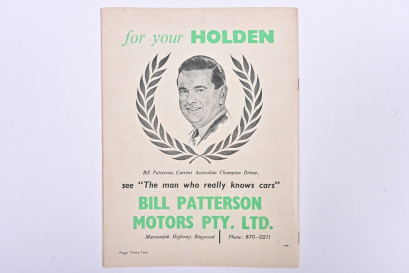 for your HOLDEN
Bill Patterson, Current Australian Champion Driver,
see "The man who really knows cars"
BILL PATTERSON
MOTORS PTY. LTD.
Maroondah Highway, Ringwood | Phone: 870-0211
Page Thirty-Four